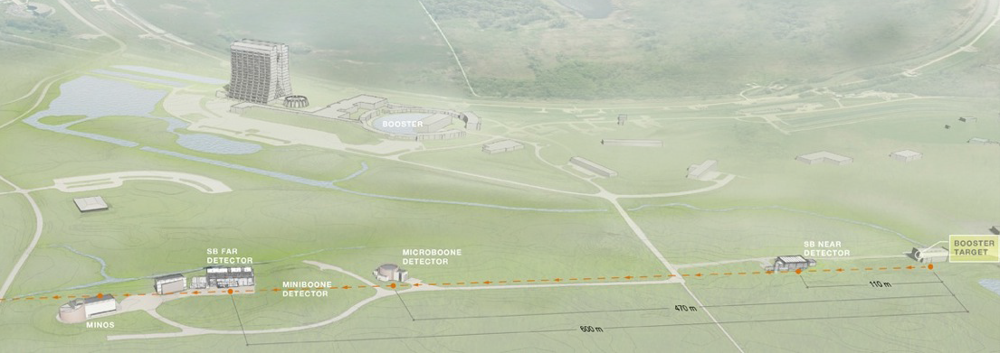 BOOSTER
SB FAR
DETECTOR
MICROBOONE
DETECTOR
SB NEAR
DETECTOR
BOOSTER
TARGET
MINIBOONE
DETECTOR
MINOS
110 m
470 m
600 m